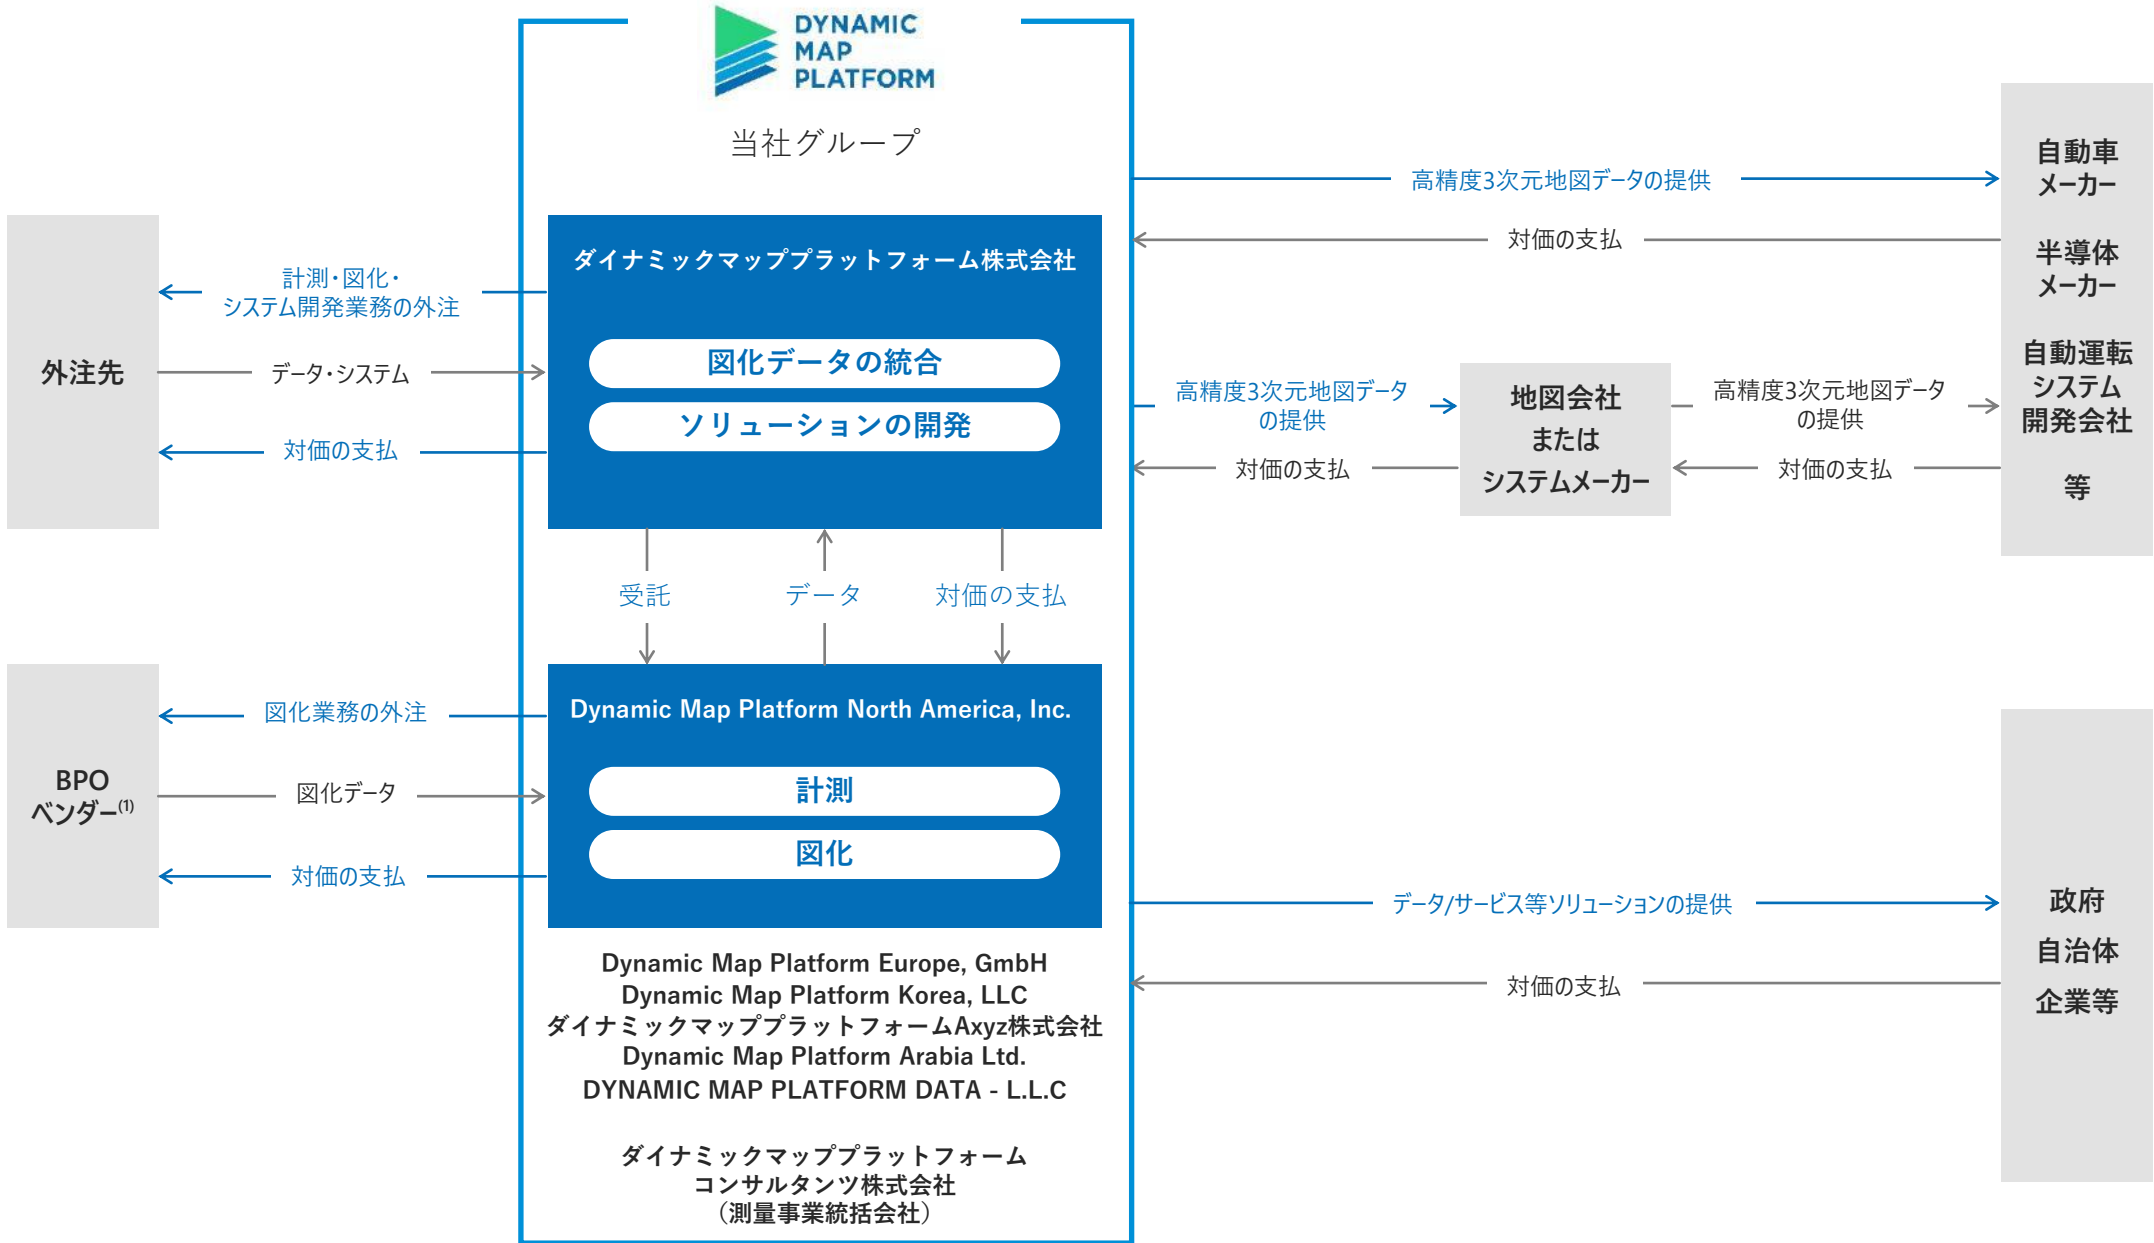 DYNAMIC
MAP
PLATFORM
当社グループ
外注先
計測・図化・
システム開発業務の外注
データ・システム
対価の支払
ダイナミックマッププラットフォーム株式会社
図化データの統合
ソリューションの開発
受託
データ
対価の支払
BPO
ベンダー(1)
図化業務の外注
図化データ
対価の支払
Dynamic Map Platform North America, Inc.
計測
図化
Dynamic Map Platform Europe, GmbH
Dynamic Map Platform Korea, LLC
ダイナミックマッププラットフォームAxyz株式会社
Dynamic Map Platform Arabia Ltd.
DYNAMIC MAP PLATFORM DATA - L.L.C
ダイナミックマッププラットフォーム
コンサルタンツ株式会社
（測量事業統括会社）
高精度3次元地図データの提供
対価の支払
高精度3次元地図データ
の提供
対価の支払
地図会社
または
システムメーカー
高精度3次元地図データ
の提供
対価の支払
自動車
メーカー
半導体
メーカー
自動運転
システム
開発会社
等
データ/サービス等ソリューションの提供
対価の支払
政府
自治体
企業等